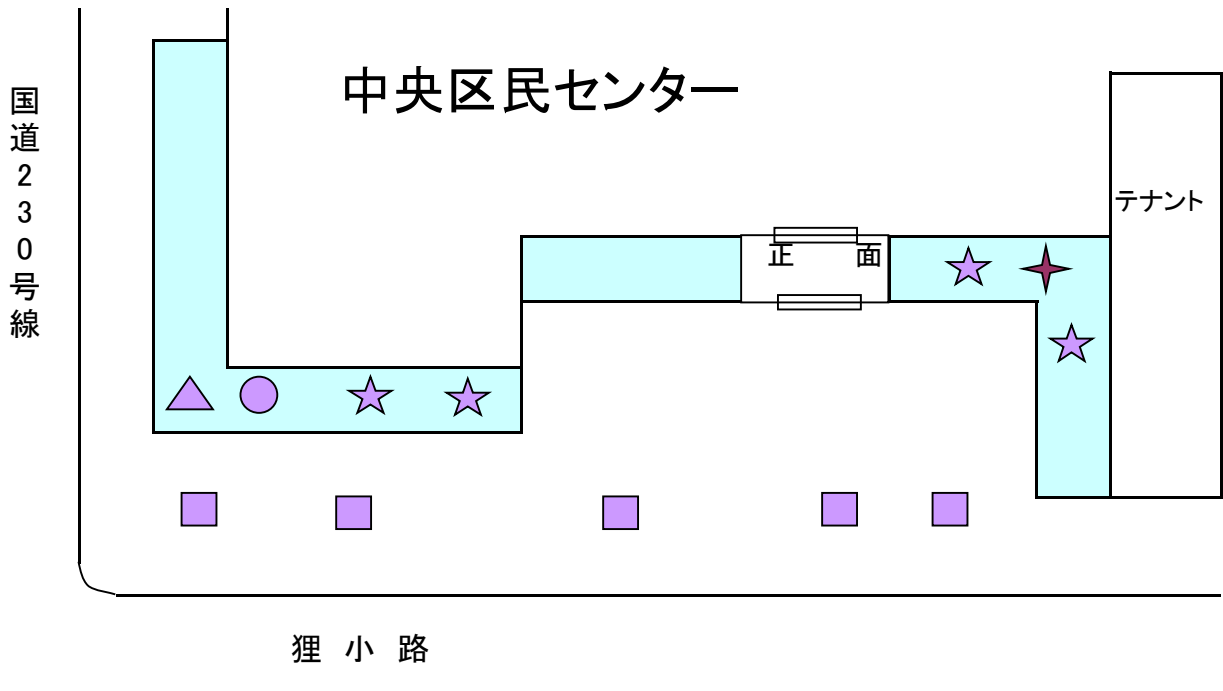 中央区民センター
国道230号線
テナント
正 面
狸 小 路